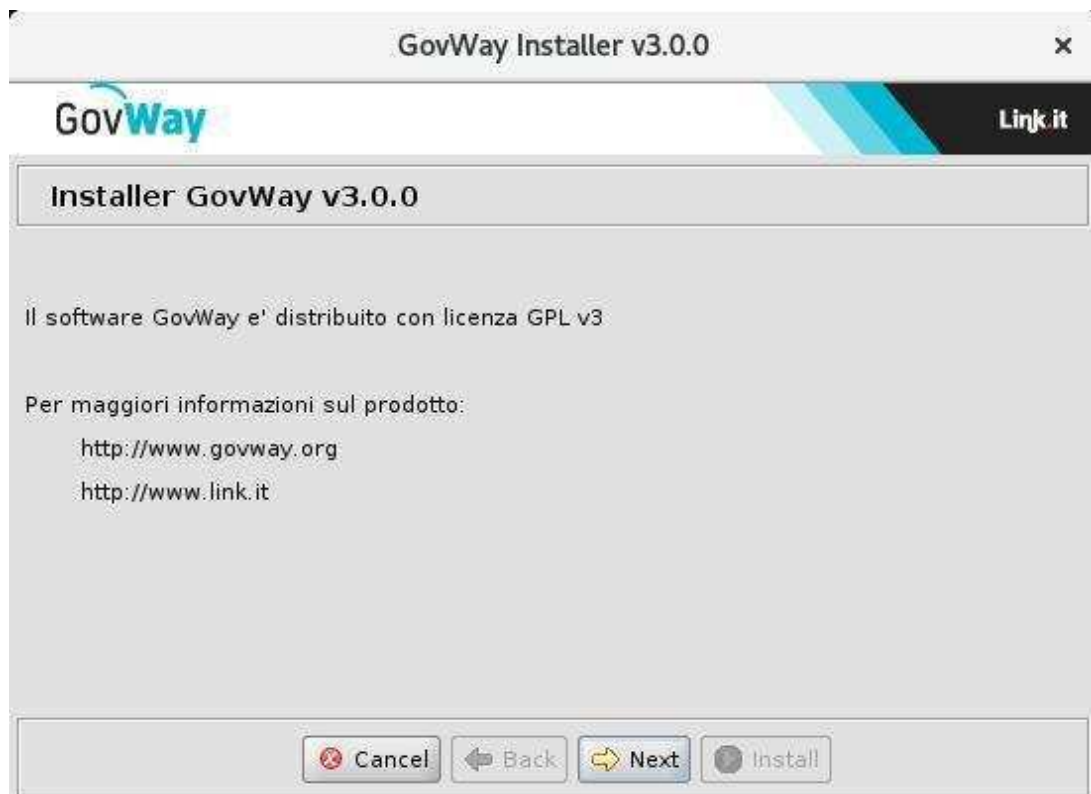 GovWay Installer v3.0.0
GovWay
Link.it
Installer GovWay v3.0.0
Il software GovWay e' distribuito con licenza GPL v3
Per maggiori informazioni sul prodotto:
http://www.govway.org
http://www.link.it
Cancel Back Next Install